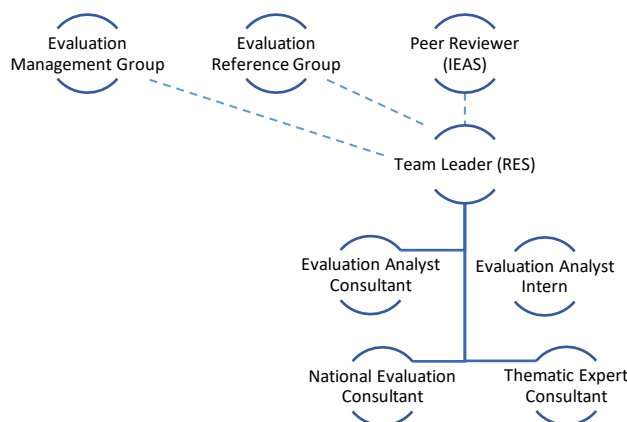 Evaluation
Management Group
Evaluation
Reference Group
Peer Reviewer
(IEAS)
Team Leader (RES)
Evaluation Analyst
Consultant
Evaluation Analyst
Intern
National Evaluation
Consultant
Thematic Expert
Consultant